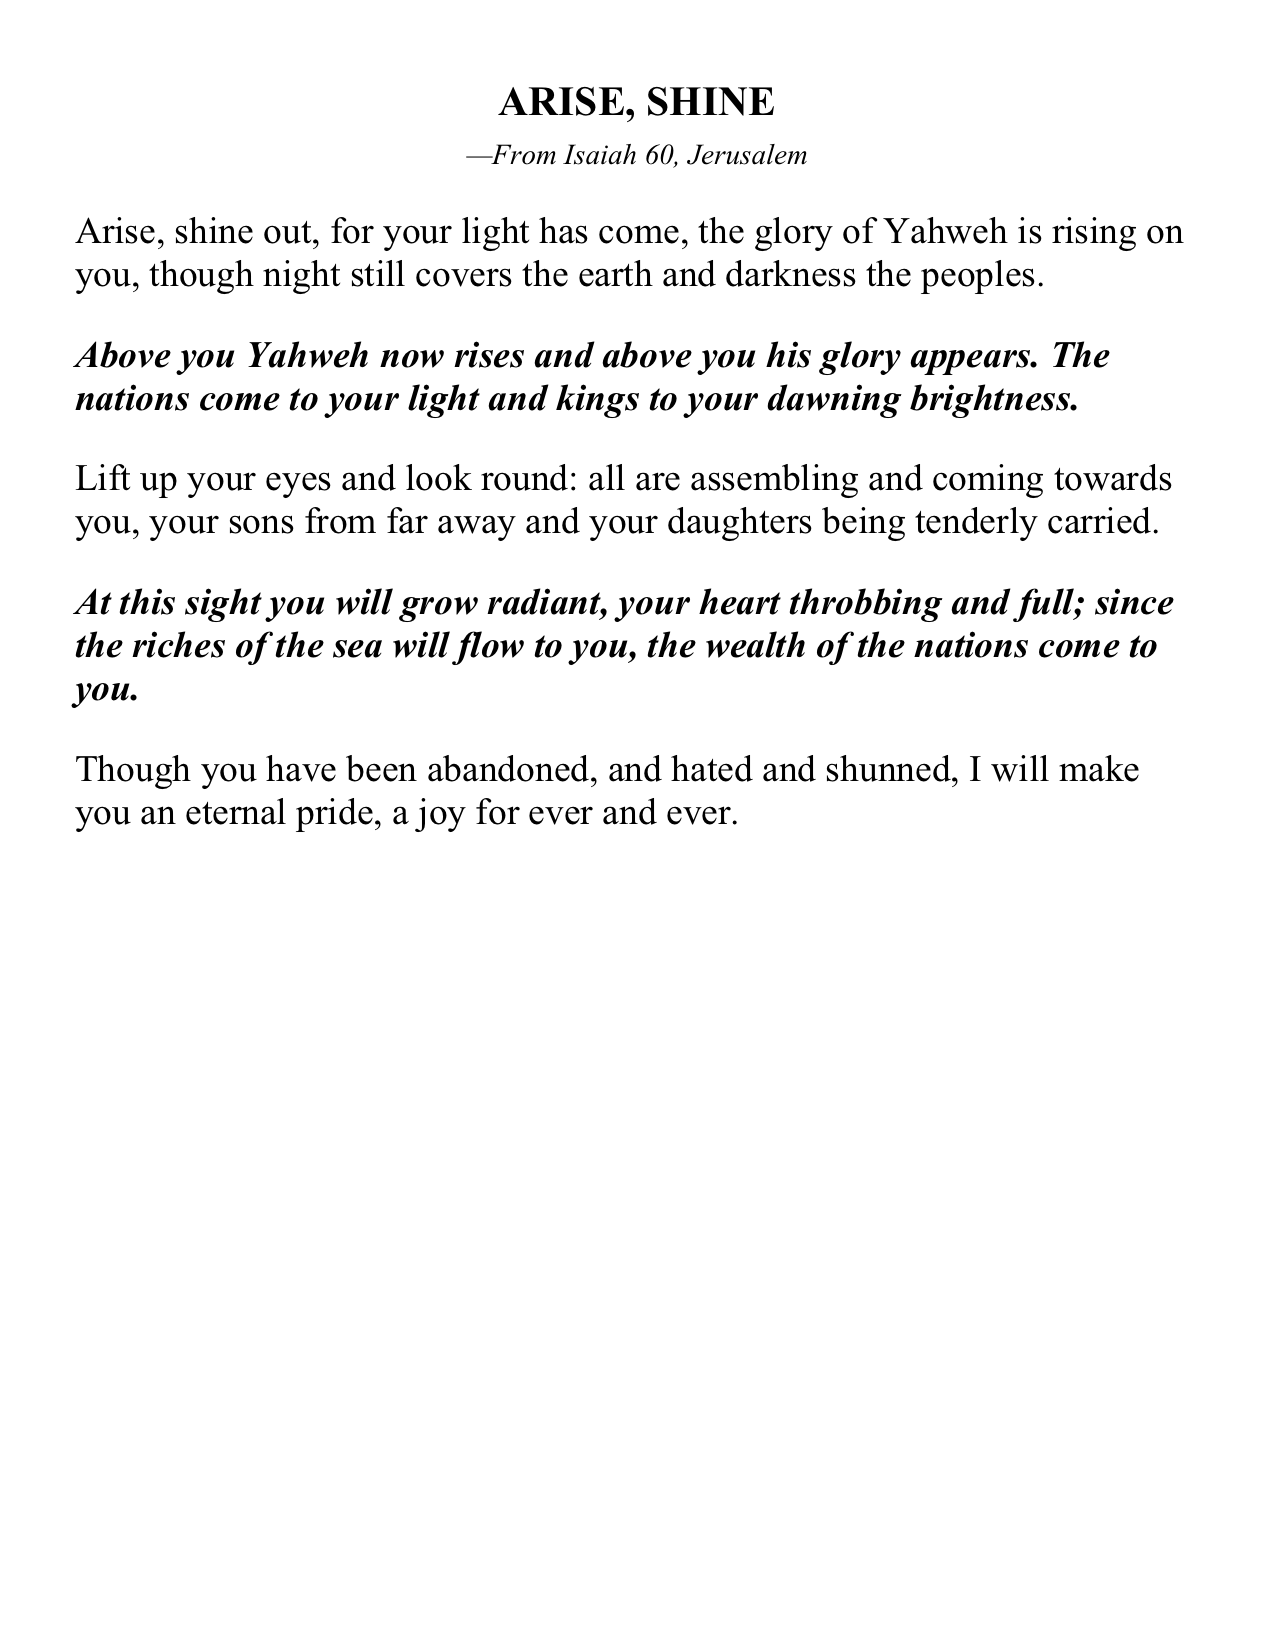 ARISE, SHINE
—From Isaiah 60, Jerusalem
Arise, shine out, for your light has come, the glory of Yahweh is rising on
you, though night still covers the earth and darkness the peoples.
Above you Yahweh now rises and above you his glory appears. The
nations come to your light and kings to your dawning brightness.
Lift up your eyes and look round: all are assembling and coming towards
you, your sons from far away and your daughters being tenderly carried.
At this sight you will grow radiant, your heart throbbing and full; since
the riches of the sea will flow to you, the wealth of the nations come to
you.
Though you have been abandoned, and hated and shunned, I will make
you an eternal pride, a joy for ever and ever.